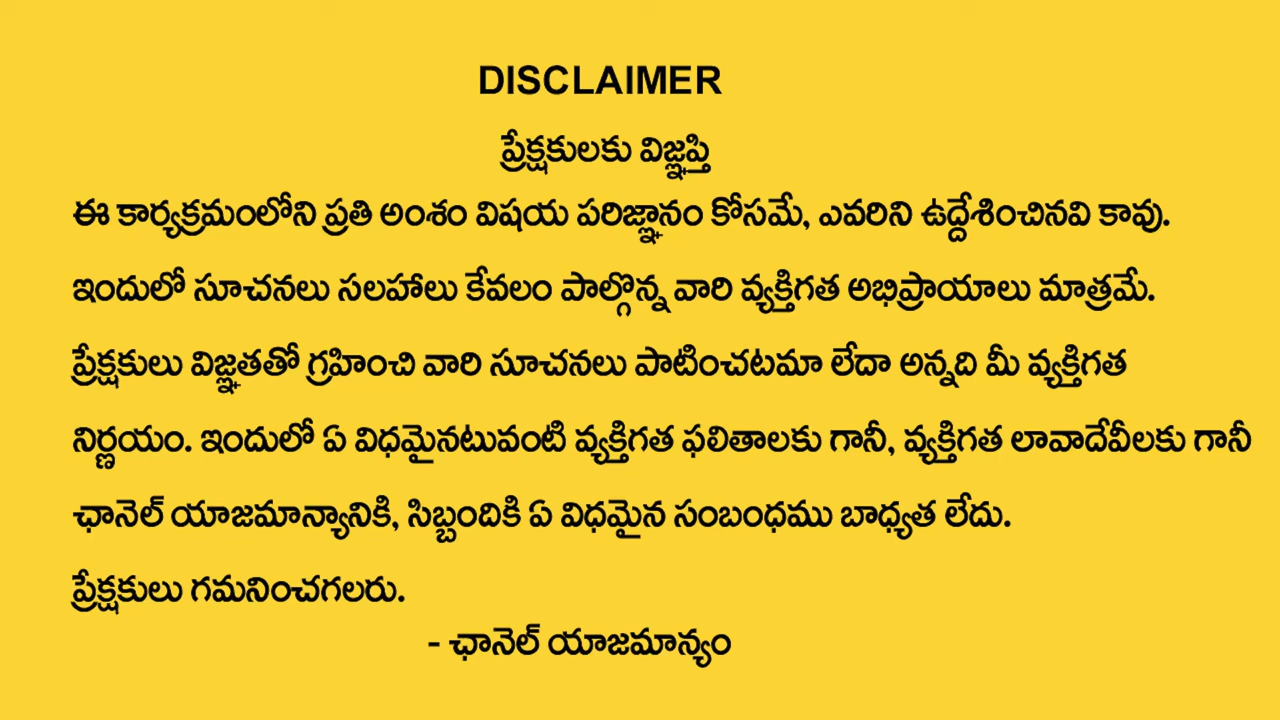 DISCLAIMER
ప్రేక్షకులకు విజ్ఞప్తి
ఈ కార్యక్రమంలోని ప్రతి అంశం విషయ పరిజ్ఞానం కోసమే, ఎవరిని ఉద్దేశించినవి కావు.
ఇందులో సూచనలు సలహాలు కేవలం పాల్గొన్న వారి వ్యక్తిగత అభిప్రాయాలు మాత్రమే.
ప్రేక్షకులు విజ్ఞతతో గ్రహించి వారి సూచనలు పాటించటమా లేదా అన్నది మీ వ్యక్తిగత
నిర్ణయం. ఇందులో ఏ విధమైనటువంటి వ్యక్తిగత ఫలితాలకు గానీ, వ్యక్తిగత లావాదేవీలకు గానీ
ఛానెల్ యాజమాన్యానికి, సిబ్బందికి ఏ విధమైన సంబంధము బాధ్యత లేదు.
ప్రేక్షకులు గమనించగలరు.
- ఛానెల్ యాజమాన్యం